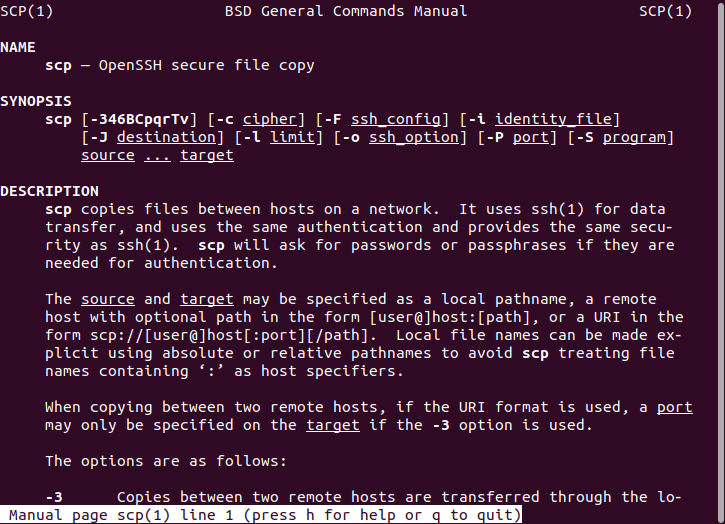 SCP(1) BSD General Commands Manual SCP(1)
NAME
scp — OpenSSH secure file copy
SYNOPSIS
scp [-346BCpqrTv] [-c cipher] [-F ssh_config] [-i identity_file]
[-J destination] [-l limit] [-o ssh_option] [-P port] [-S program]
source ... target
DESCRIPTION
scp copies files between hosts on a network.  It uses ssh(1) for data
transfer, and uses the same authentication and provides the same secu-
rity as ssh(1).  scp will ask for passwords or passphrases if they are
needed for authentication.
The source and target may be specified as a local pathname, a remote
host with optional path in the form [user@]host:[path], or a URI in the
form scp://[user@]host[:port][/path].  Local file names can be made ex-
plicit using absolute or relative pathnames to avoid scp treating file
names containing ‘:’ as host specifiers.
When copying between two remote hosts, if the URI format is used, a port
may only be specified on the target if the -3 option is used.
The options are as follows:
-3 Copies between two remote hosts are transferred through the lo-
Manual page scp(1) line 1 (press h for help or q to quit)